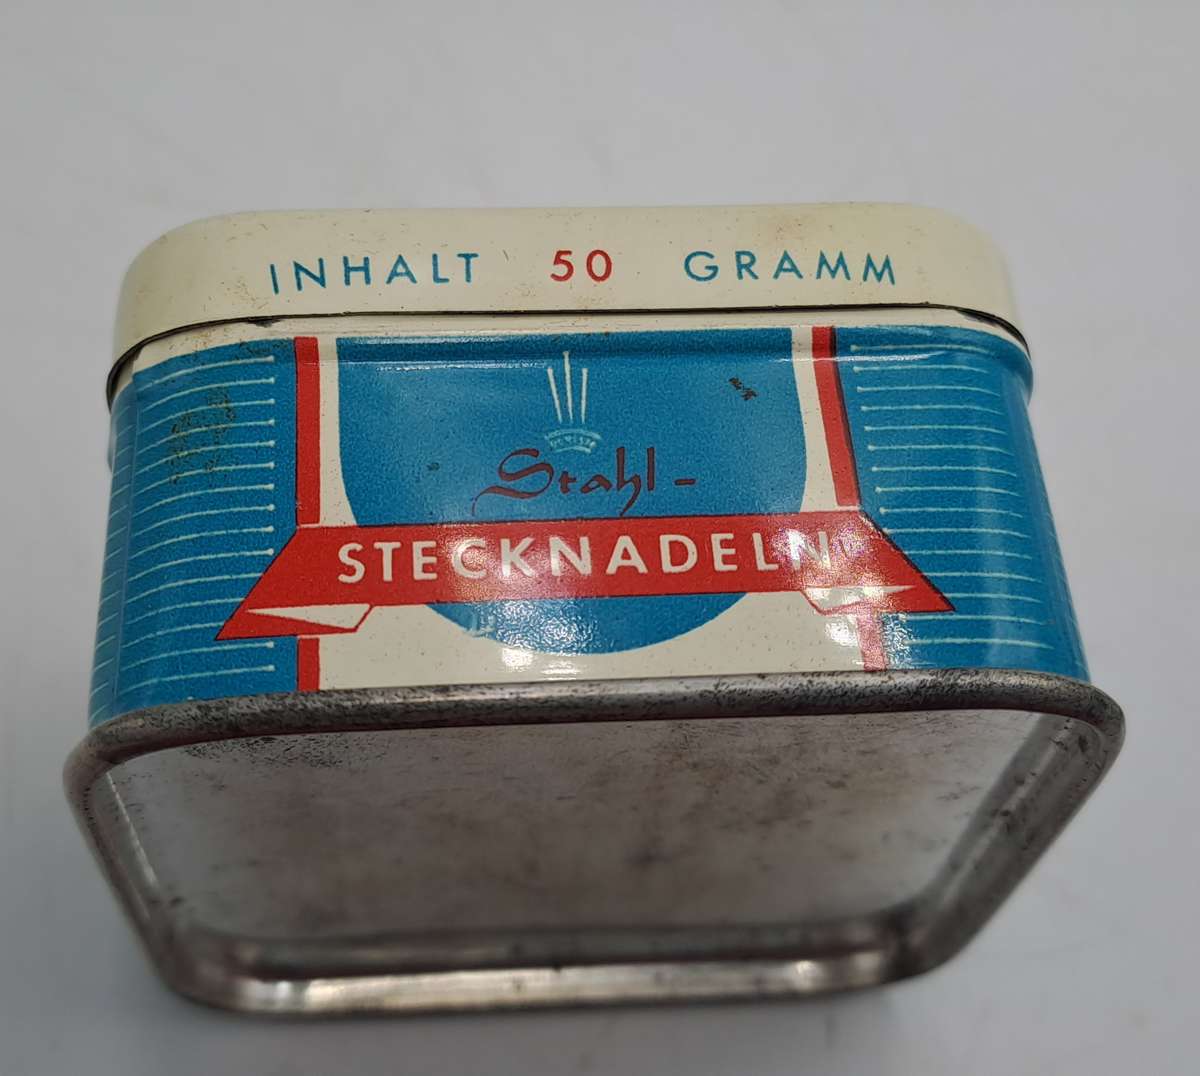 INHALT 50 GRAMM
Stahl-
STECKNADELN